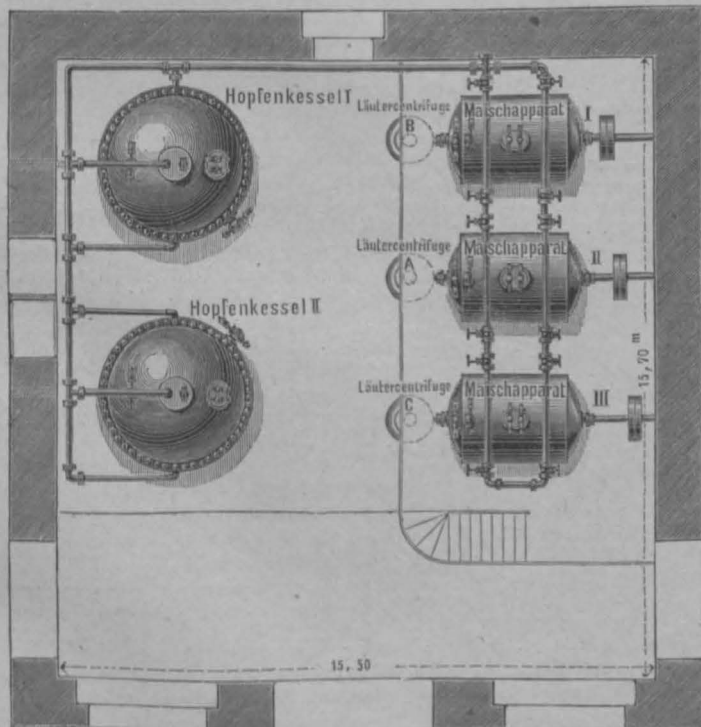 Hopfenkessel I
Läutercentrifuge
B
Maischapparat
I
Läutercentrifuge
A
Maischapparat
II
Hopfenkessel II
15,70 m
Läutercentrifuge
C
Maischapparat
III
15,50